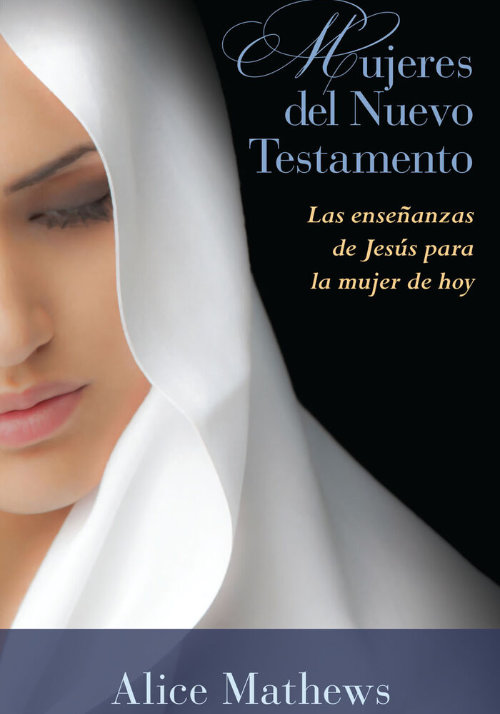 Mujeres
del Nuevo
Testamento
Las enseñanzas
de Jesús para
la mujer de hoy
Alice Mathews